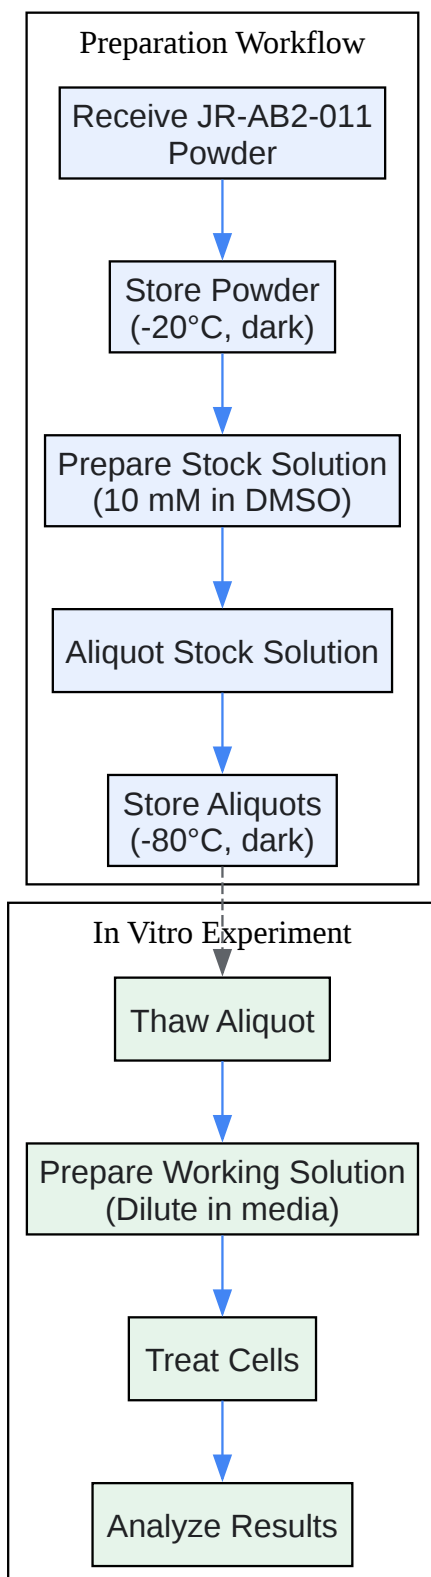 Preparation Workflow
Receive JR-AB2-011
Powder
Store Powder
(-20°C, dark)
Prepare Stock Solution
(10 mM in DMSO)
Aliquot Stock Solution
Store Aliquots
(-80°C, dark)
In Vitro Experiment
Thaw Aliquot
Prepare Working Solution
(Dilute in media)
Treat Cells
Analyze Results